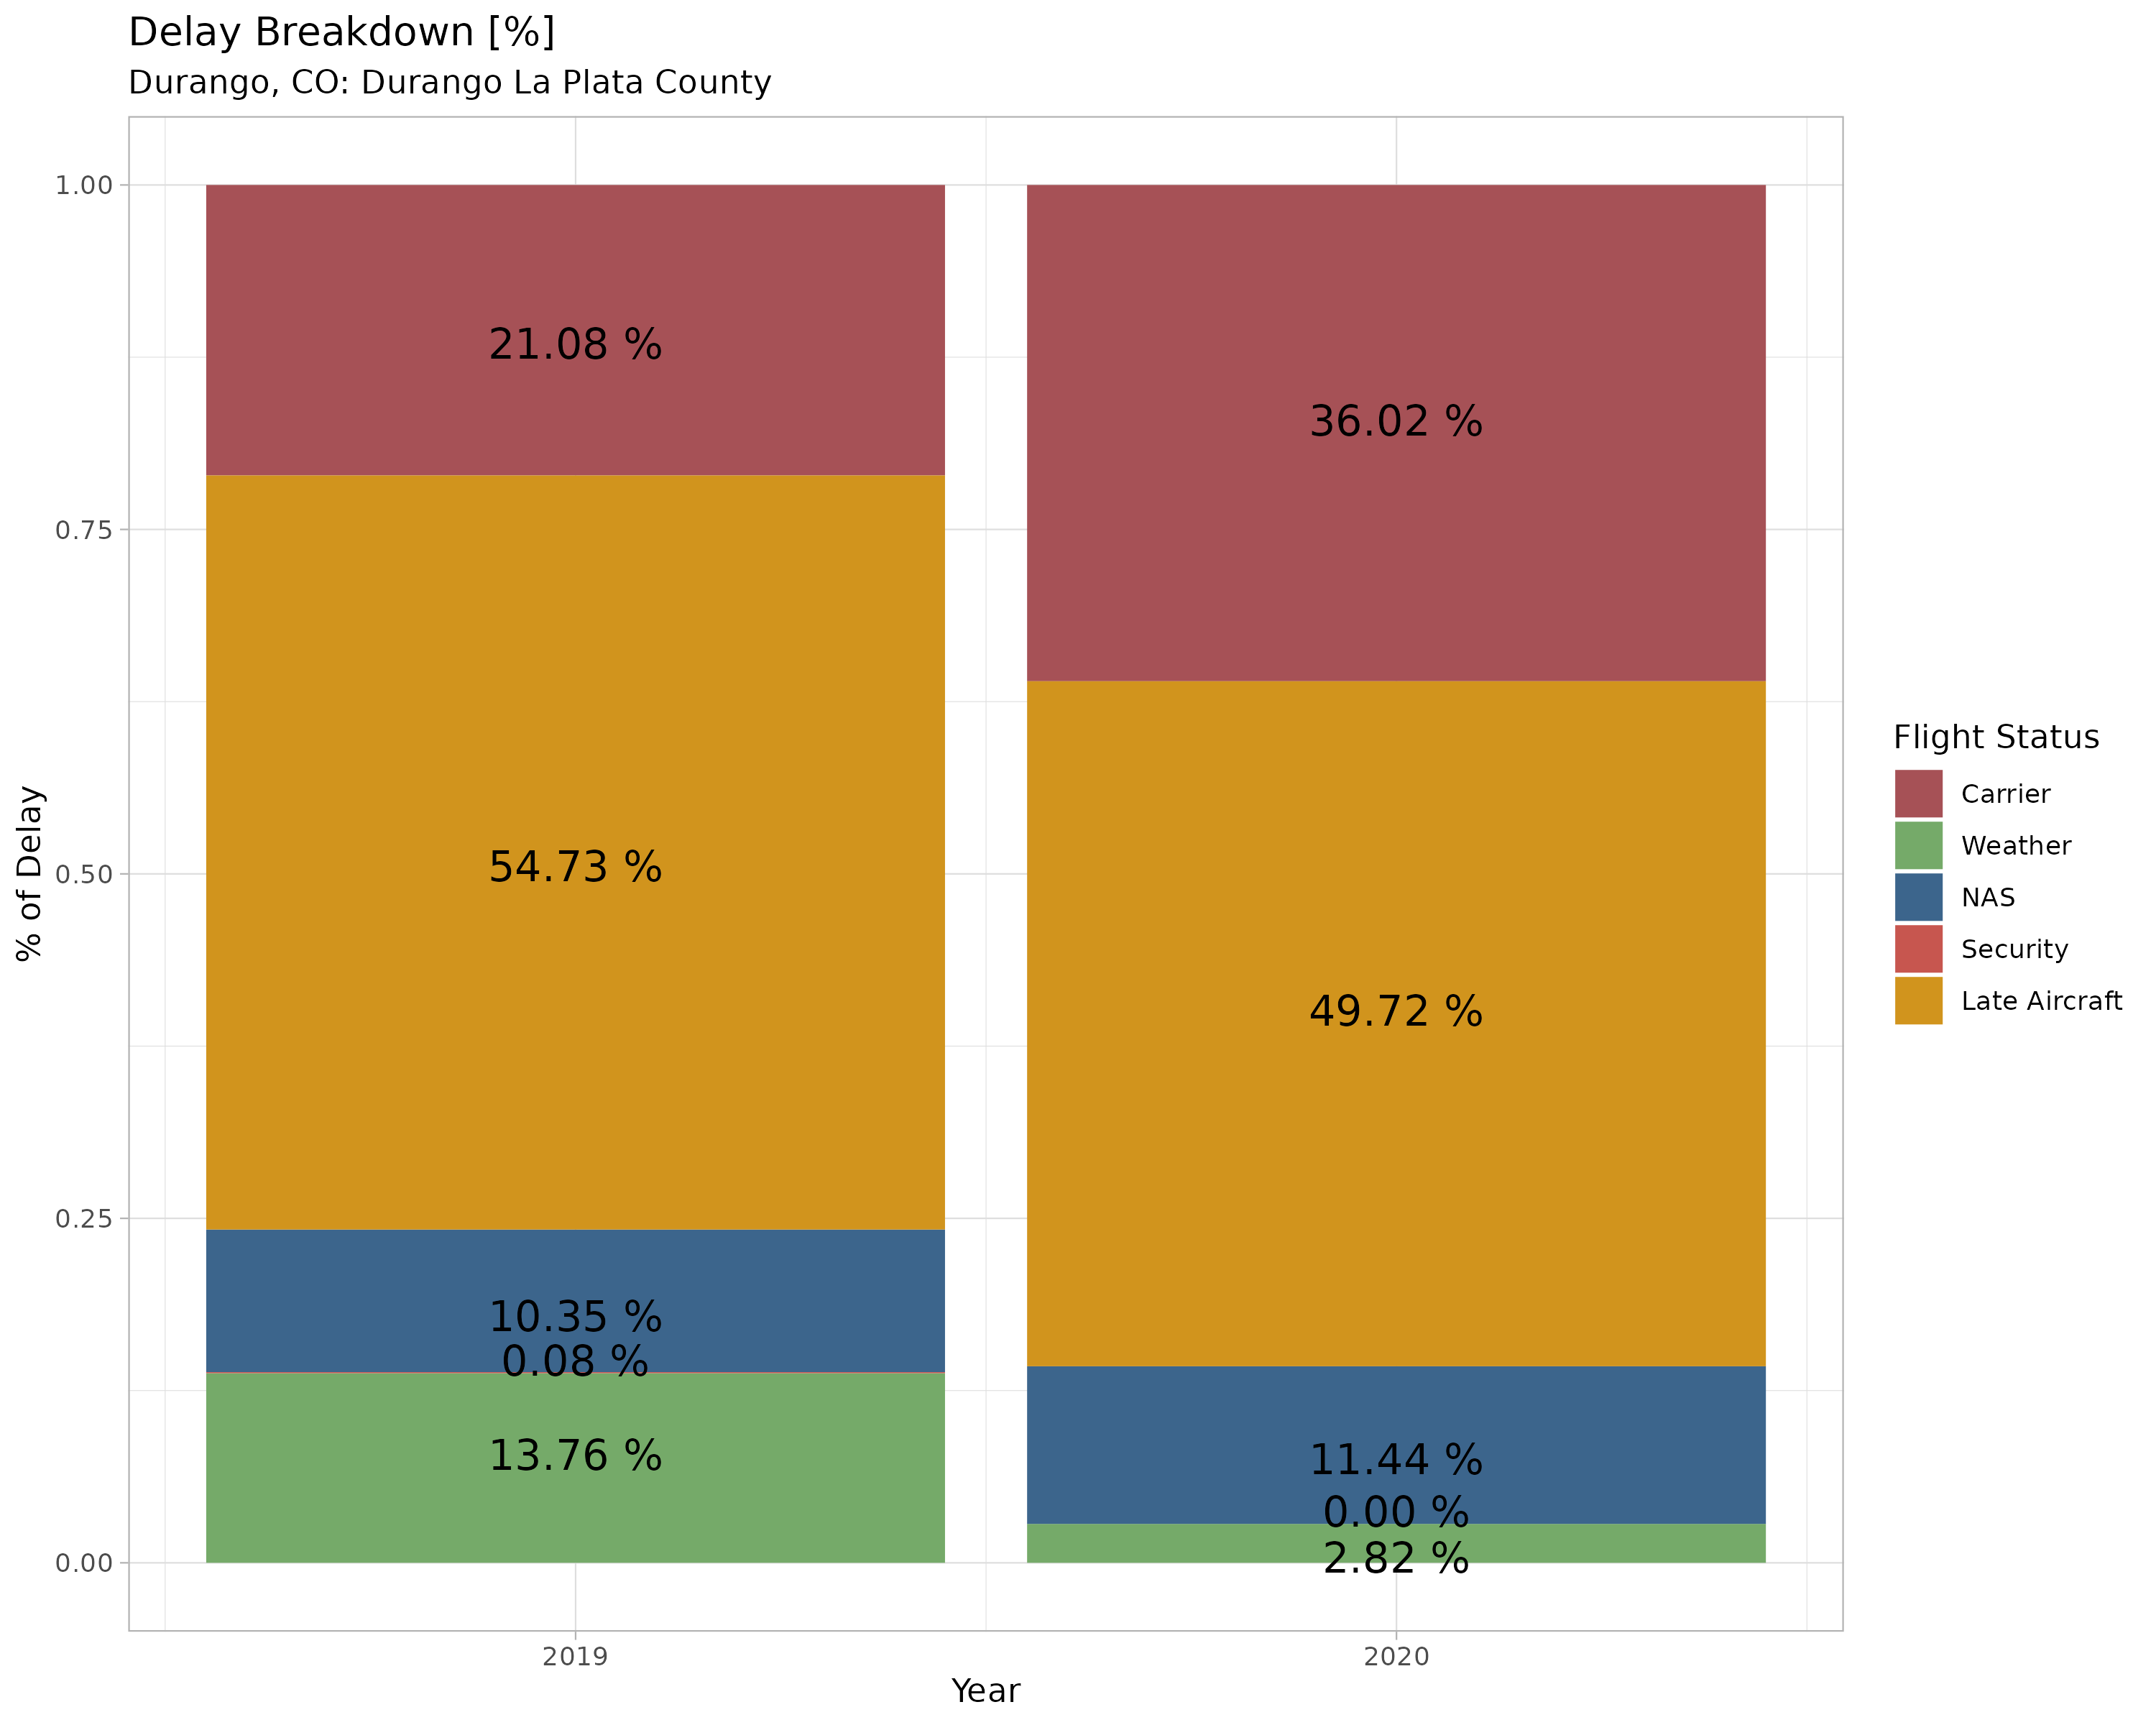 Delay Breakdown [%]
Durango, CO: Durango La Plata County
% of Delay
1.00
0.75
0.50
0.25
0.00
21.08 %
54.73 %
10.35 %
0.08 %
13.76 %
36.02 %
49.72 %
11.44 %
0.00 %
2.82 %
2019
2020
Year
Flight Status
Carrier
Weather
NAS
Security
Late Aircraft